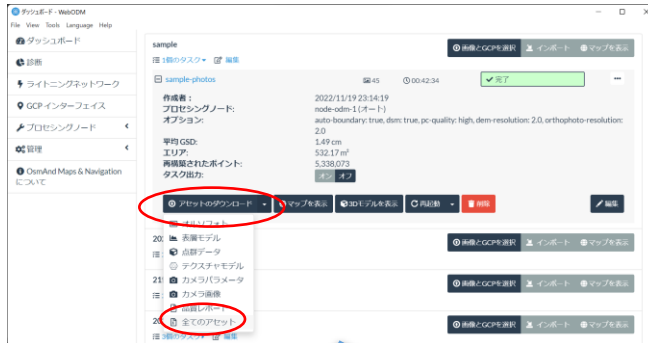 ダッシュボード - WebODM
File View Tools Language Help
ダッシュボード
診断
ライトニングネットワーク
GCP インターフェイス
プロセシングノード
管理
OsmAnd Maps & Navigation
について
sample
1個のタスク 編集
画像とGCPを選択 インポート マップを表示
sample-photos 45 00:42:34 完了
作成者： 2022/11/19 23:14:19
プロセシングノード: node-odm-1 (オート)
オプション: auto-boundary: true, dsm: true, pc-quality: high, dem-resolution: 2.0, orthophoto-resolution:
2.0
平均 GSD: 1.49 cm
エリア: 532.17 m²
再構築されたポイント: 5,338,073
タスク出力: オン オフ
アセットのダウンロード マップを表示 3Dモデルを表示 再起動 削除 編集
オルソフォト
表層モデル
点群データ
テクスチャモデル
カメラパラメータ
カメラ画像
品質レポート
全てのアセット
画像とGCPを選択 インポート マップを表示
画像とGCPを選択 インポート マップを表示
画像とGCPを選択 インポート マップを表示
3個のタスク 編集